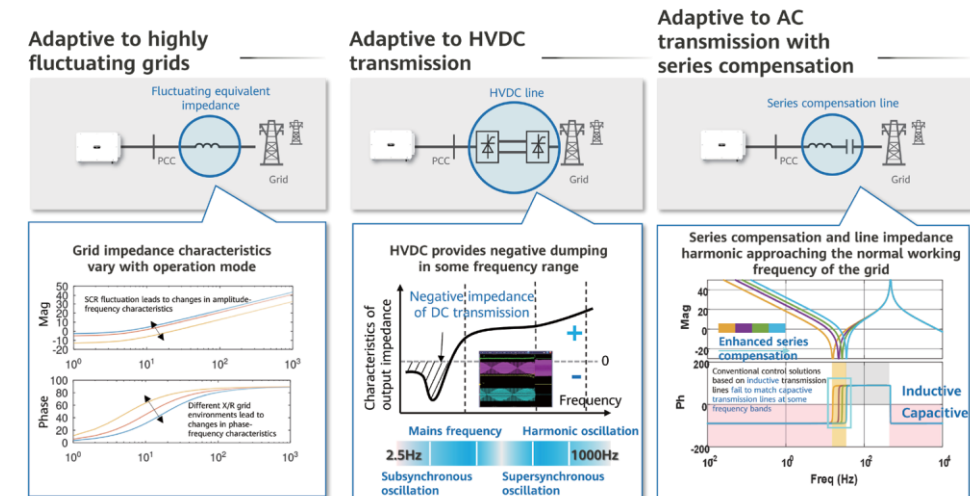 Adaptive to highly
fluctuating grids
Fluctuating equivalent
impedance
PCC
Grid
Grid impedance characteristics
vary with operation mode
Mag
50
40
30
20
10
0
-10
-20
SCR fluctuation leads to changes in amplitude-
frequency characteristics
10⁰
10¹
10²
10³
Phase
100
80
60
40
20
0
Different X/R grid
environments lead to
changes in phase-
frequency characteristics
10⁰
10¹
10²
10³
Adaptive to HVDC
transmission
HVDC line
PCC
Grid
HVDC provides negative dumping
in some frequency range
Characteristics of
output impedance
Negative impedance
of DC transmission
+
0
-
Frequency
Mains frequency
Harmonic oscillation
2.5Hz
1000Hz
Subsynchronous
oscillation
Supersynchronous
oscillation
Adaptive to AC
transmission with
series compensation
Series compensation line
PCC
Grid
Series compensation and line impedance
harmonic approaching the normal working
frequency of the grid
Mag
40
20
0
-20
Enhanced series
compensation
Ph
200
0
-200
Conventional control solutions
based on inductive transmission
lines fail to match capacitive
transmission lines at some
frequency bands
Inductive
Capacitive
10²
10⁰
10²
10⁴
Freq (Hz)